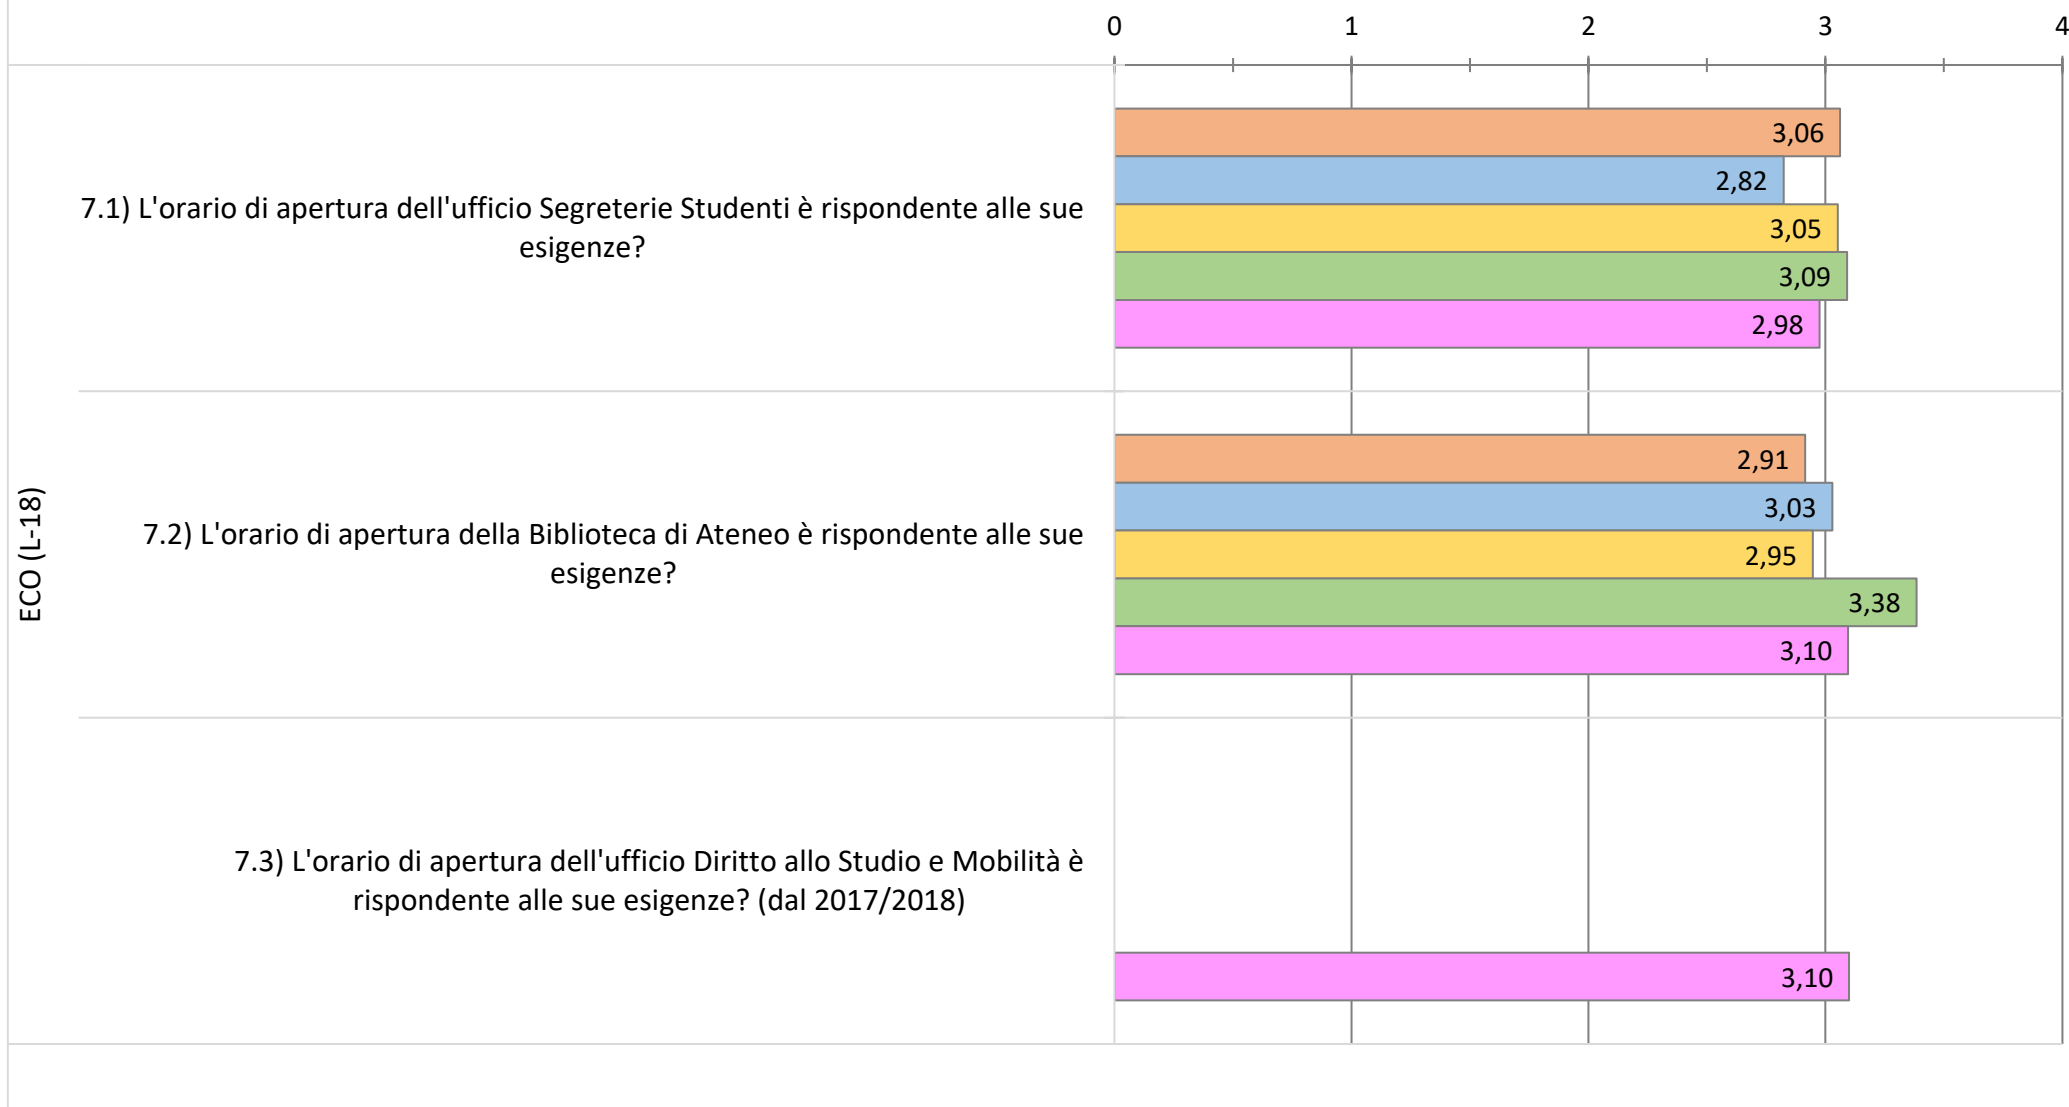 0 1 2 3 4
ECO (L-18)
7.1) L'orario di apertura dell'ufficio Segreterie Studenti è rispondente alle sue
esigenze?
3,06
2,82
3,05
3,09
2,98
7.2) L'orario di apertura della Biblioteca di Ateneo è rispondente alle sue
esigenze?
2,91
3,03
2,95
3,38
3,10
7.3) L'orario di apertura dell'ufficio Diritto allo Studio e Mobilità è
rispondente alle sue esigenze? (dal 2017/2018)
3,10